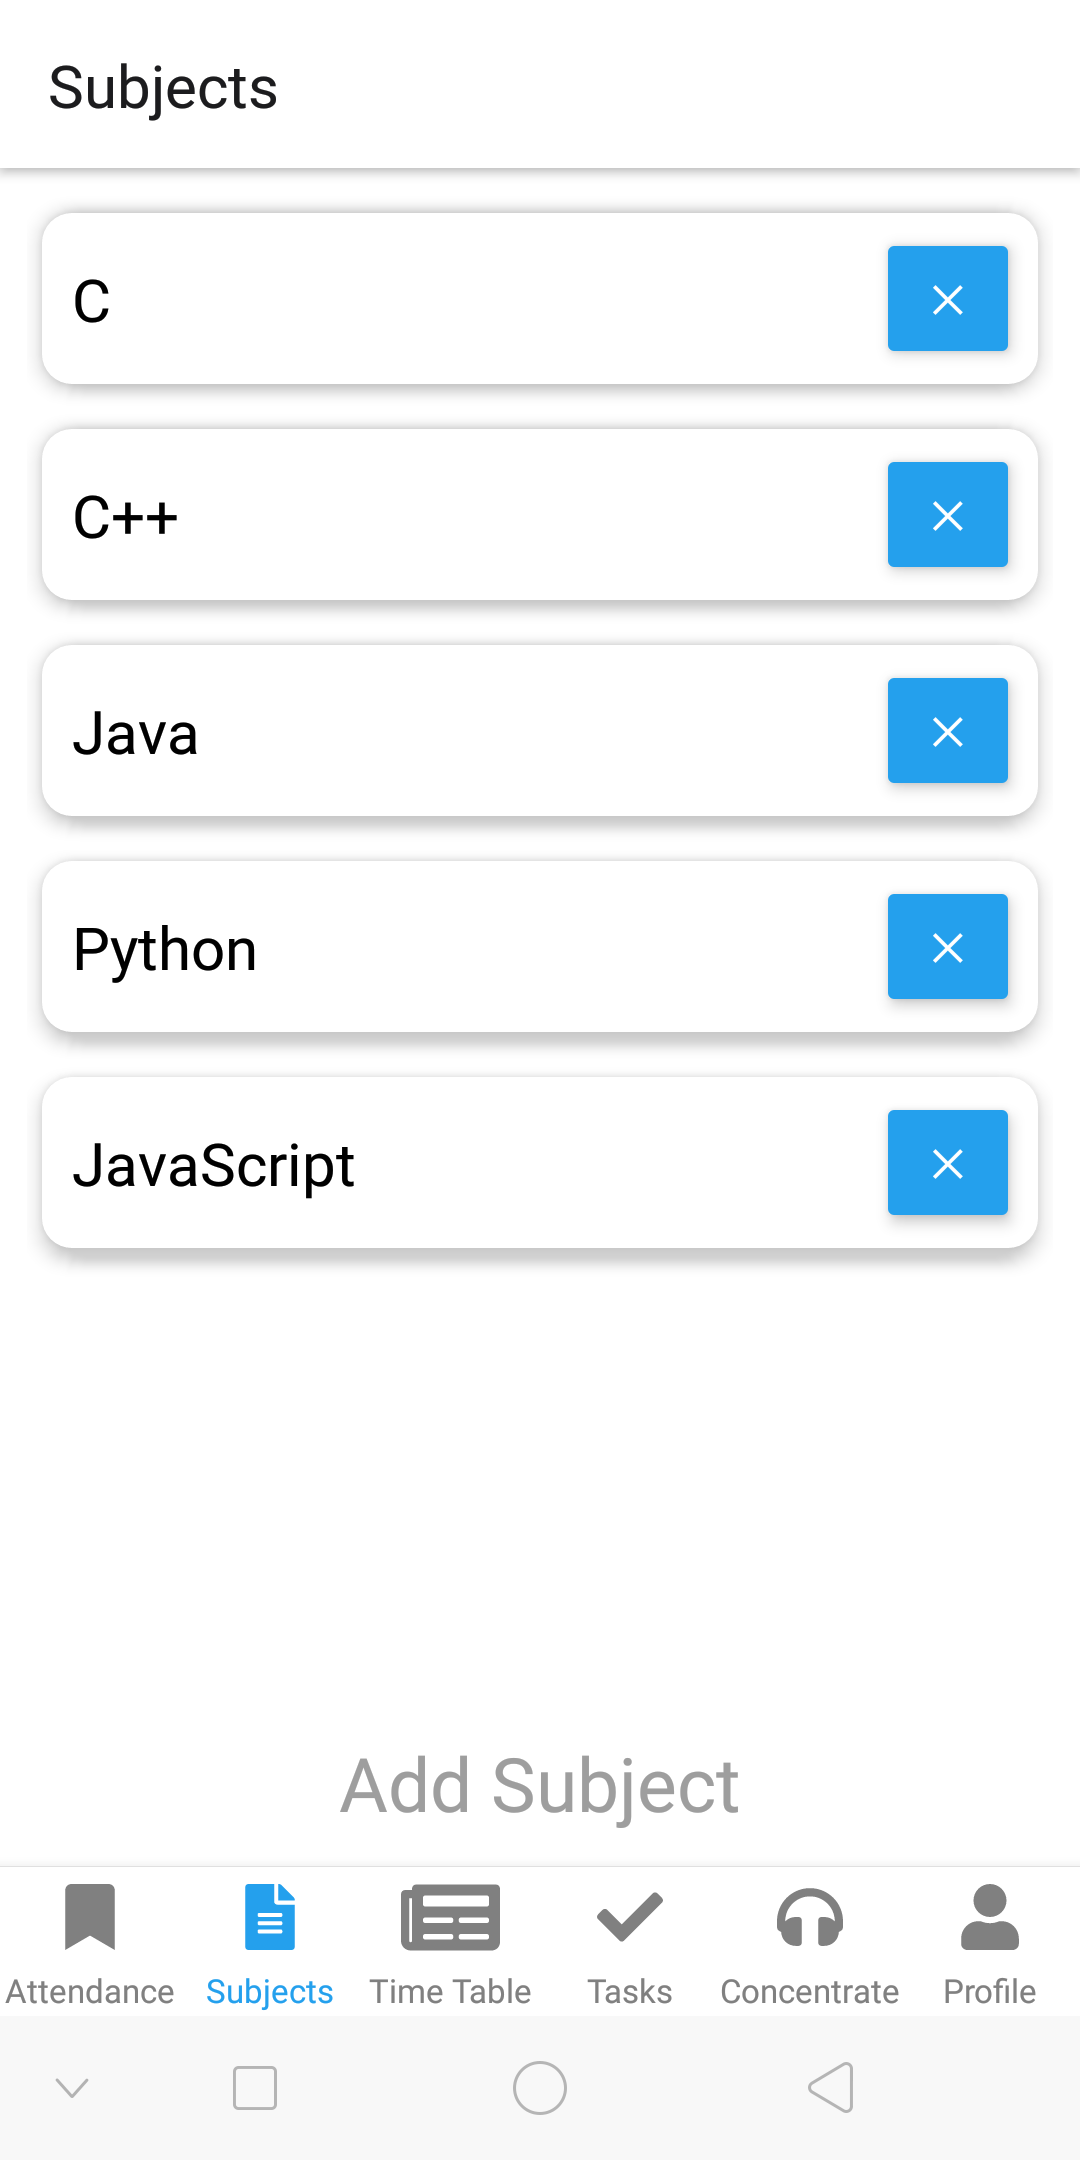 Subjects
C
C++
Java
Python
JavaScript
Add Subject
Attendance Subjects Time Table Tasks Concentrate Profile